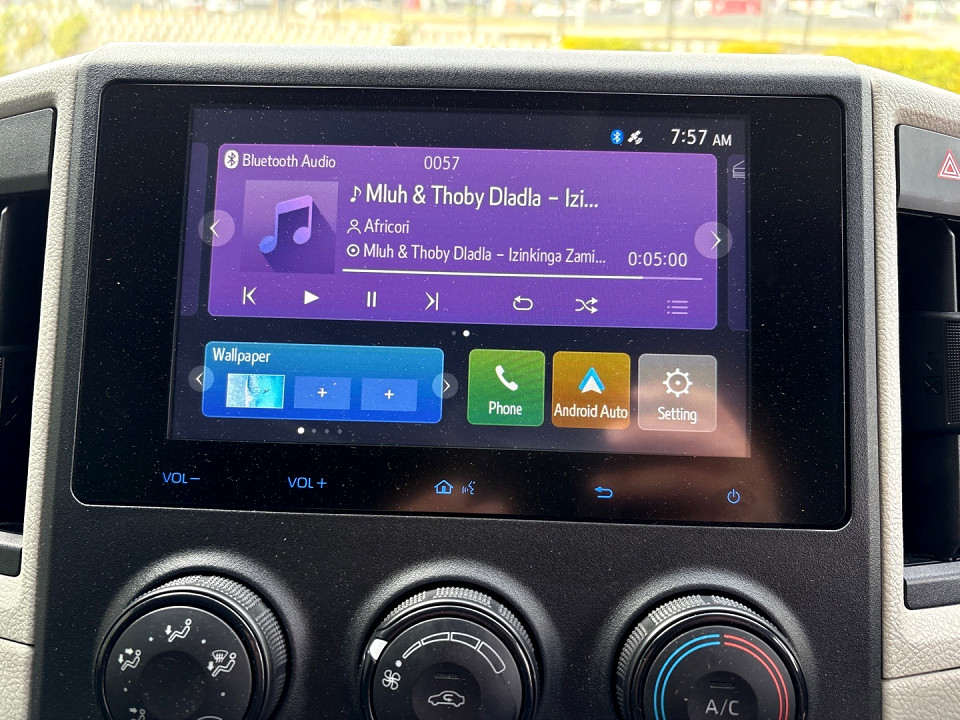 7:57 AM
Bluetooth Audio 0057
Mluh & Thoby Dladla – Izi...
Africori
Mluh & Thoby Dladla – Izinkinga Zami... 0:05:00
Wallpaper
+ +
Phone
Android Auto
Setting
VOL− VOL+
A/C